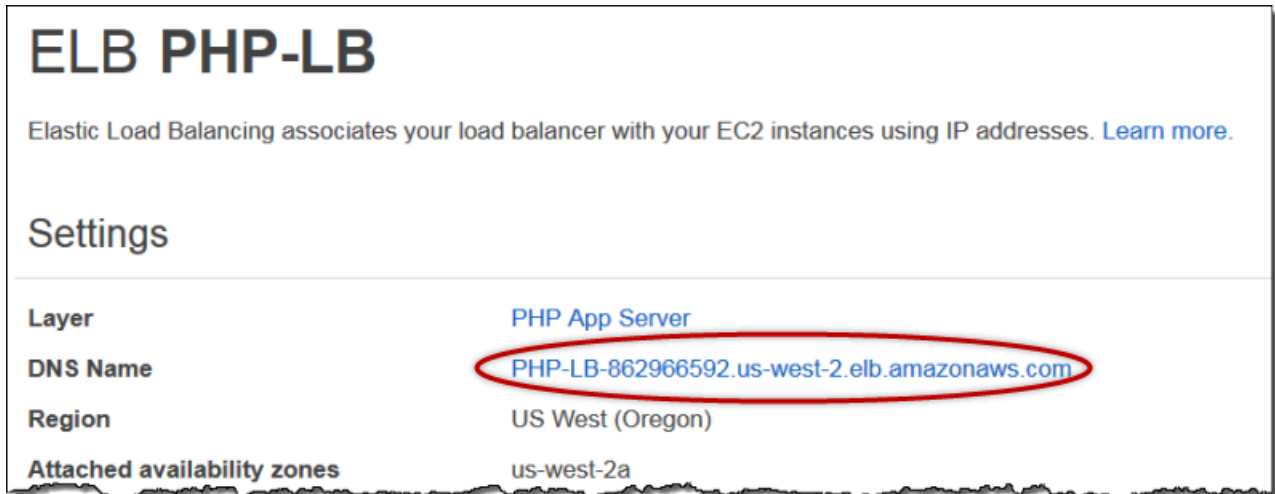 ELB PHP-LB
Elastic Load Balancing associates your load balancer with your EC2 instances using IP addresses. Learn more.
Settings
Layer PHP App Server
DNS Name PHP-LB-862966592.us-west-2.elb.amazonaws.com
Region US West (Oregon)
Attached availability zones us-west-2a